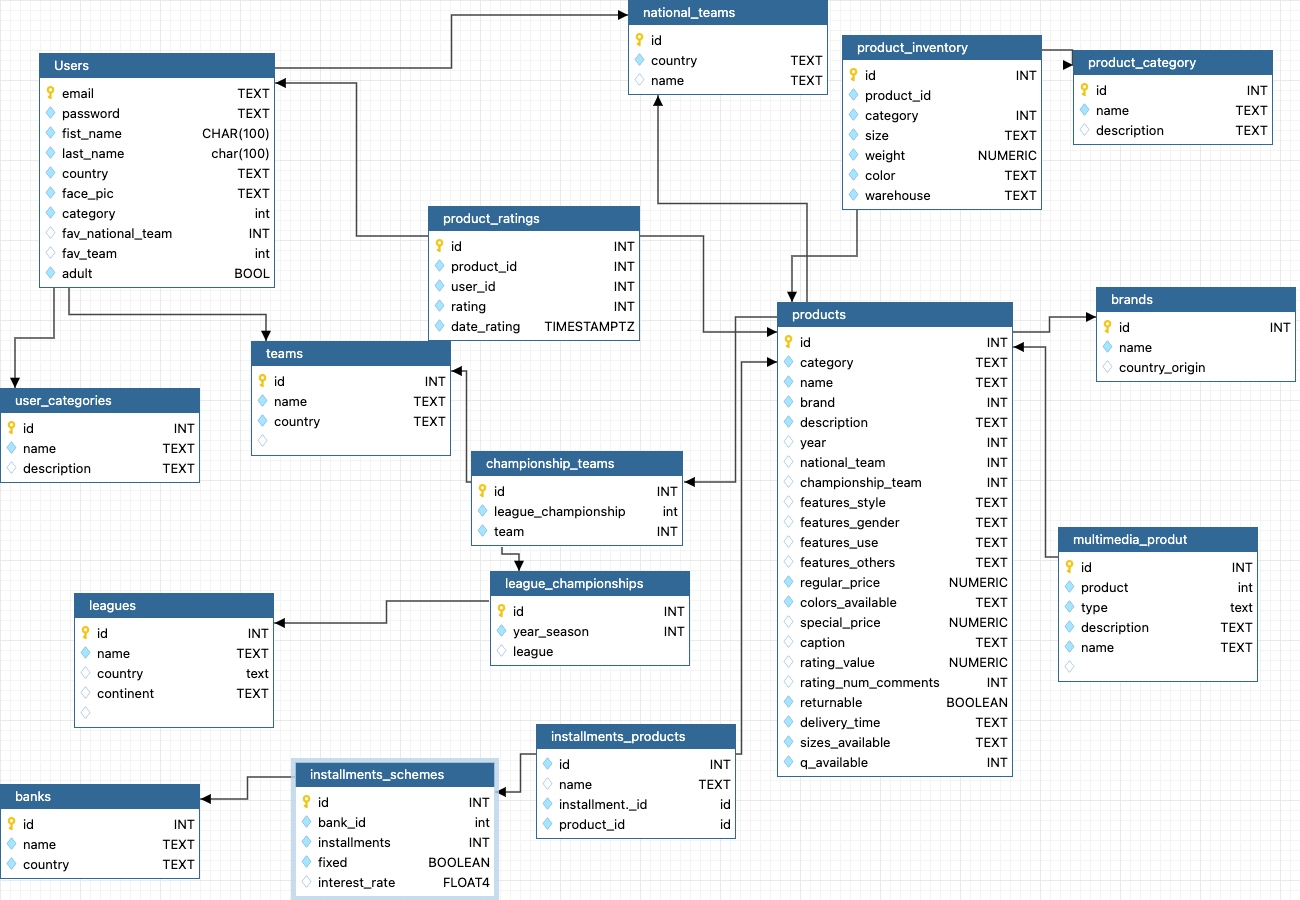 national_teams
id
country TEXT
name TEXT
product_inventory
id INT
product_id
category INT
size TEXT
weight NUMERIC
color TEXT
warehouse TEXT
product_category
id INT
name TEXT
description TEXT
Users
email TEXT
password TEXT
fist_name CHAR(100)
last_name char(100)
country TEXT
face_pic TEXT
category int
fav_national_team INT
fav_team int
adult BOOL
product_ratings
id INT
product_id INT
user_id INT
rating INT
date_rating TIMESTAMPTZ
brands
id INT
name
country_origin
products
id INT
category TEXT
name TEXT
brand INT
description TEXT
year INT
national_team INT
championship_team INT
features_style TEXT
features_gender TEXT
features_use TEXT
features_others TEXT
regular_price NUMERIC
colors_available TEXT
special_price NUMERIC
caption TEXT
rating_value NUMERIC
rating_num_comments INT
returnable BOOLEAN
delivery_time TEXT
sizes_available TEXT
q_available INT
teams
id INT
name TEXT
country TEXT
user_categories
id INT
name TEXT
description TEXT
championship_teams
id INT
league_championship int
team INT
multimedia_produt
id INT
product int
type text
description TEXT
name TEXT
league_championships
id INT
year_season INT
league
leagues
id INT
name TEXT
country text
continent TEXT
installments_products
id INT
name TEXT
installment._id id
product_id id
installments_schemes
id INT
bank_id int
installments INT
fixed BOOLEAN
interest_rate FLOAT4
banks
id INT
name TEXT
country TEXT